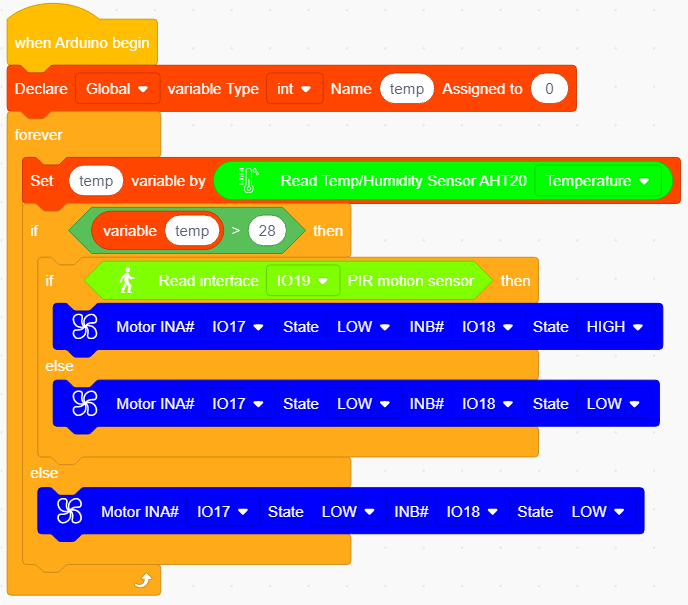 when Arduino begin
Declare Global variable Type int Name temp Assigned to 0
forever
Set temp variable by Read Temp/Humidity Sensor AHT20 Temperature
if variable temp > 28 then
if Read interface IO19 PIR motion sensor then
Motor INA# IO17 State LOW INB# IO18 State HIGH
else
Motor INA# IO17 State LOW INB# IO18 State LOW
else
Motor INA# IO17 State LOW INB# IO18 State LOW